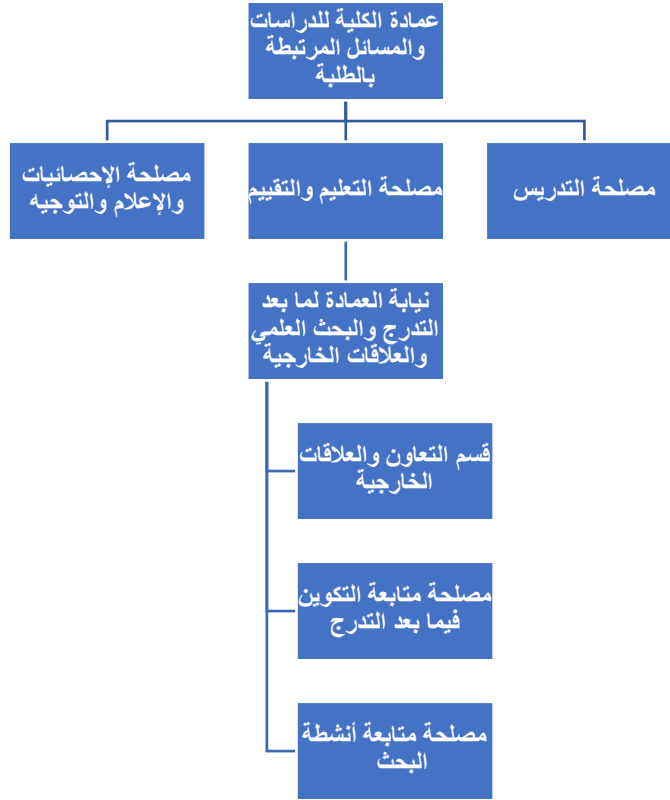 عمادة الكلية للدراسات
والمسائل المرتبطة
بالطلبة
مصلحة التدريس
مصلحة التعليم والتقييم
مصلحة الإحصائيات
والإعلام والتوجيه
نيابة العمادة لما بعد
التدرج والبحث العلمي
والعلاقات الخارجية
قسم التعاون والعلاقات
الخارجية
مصلحة متابعة التكوين
فيما بعد التدرج
مصلحة متابعة أنشطة
البحث